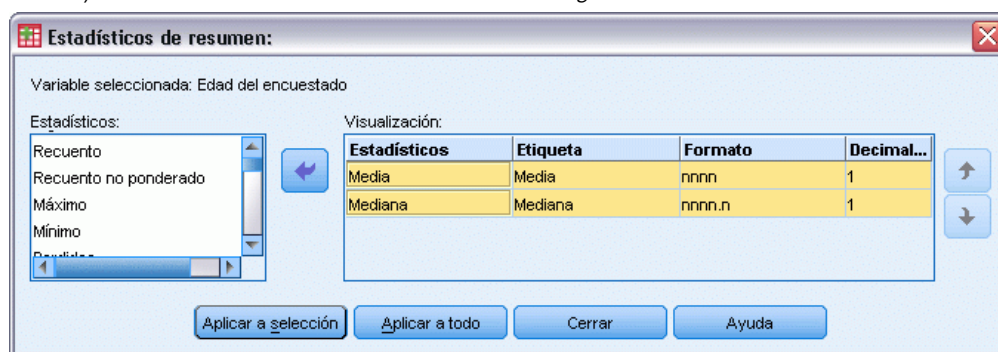 Estadísticos de resumen:
Variable seleccionada: Edad del encuestado
Estadísticos:
Visualización:
Recuento
Recuento no ponderado
Máximo
Mínimo
Estadísticos Etiqueta Formato Decimal...
Media Media nnnn 1
Mediana Mediana nnnn.n 1
Aplicar a selección Aplicar a todo Cerrar Ayuda